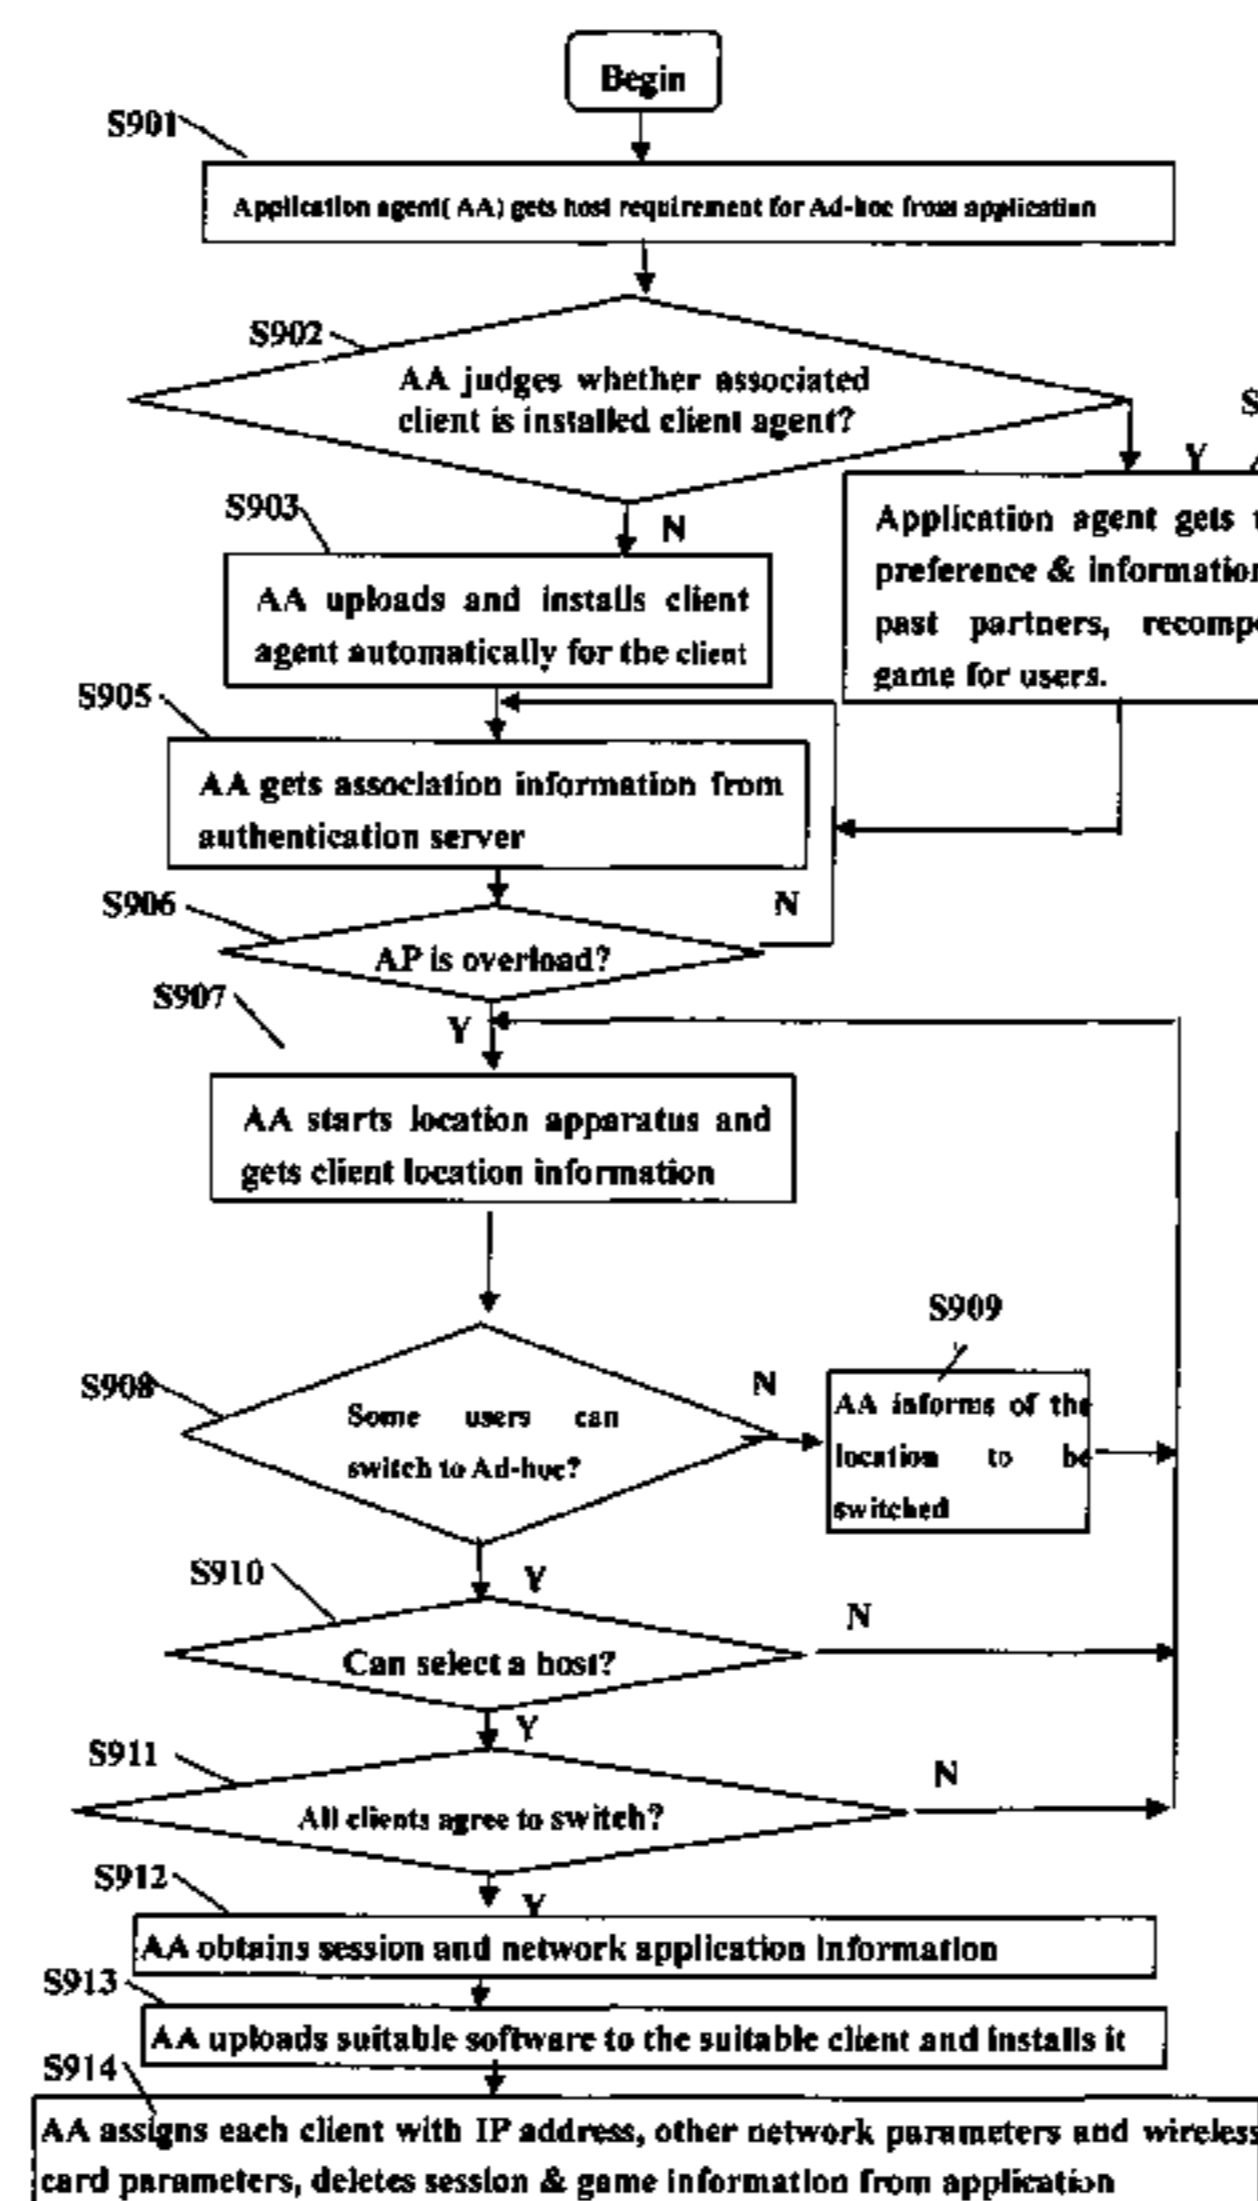 Begin
S901
Application agent( AA) gets host requirement for Ad-hoc from application
S902
AA judges whether associated
client is installed client agent?
Y
N
Application agent gets
preference & information
past partners,
game for users.
S903
AA uploads and installs client
agent automatically for the client
S905
AA gets association information from
authentication server
S906
N
AP is overload?
S907
Y
AA starts location apparatus and
gets client location information
S908
Some users can
switch to Ad-hoc?
N
S909
AA informs of the
location to be
switched
Y
S910
Can select a host?
N
Y
S911
All clients agree to switch?
N
Y
S912
AA obtains session and network application information
S913
AA uploads suitable software to the suitable client and installs it
S914
AA assigns each client with IP address, other network parameters and wireless
card parameters, deletes session & game information from application